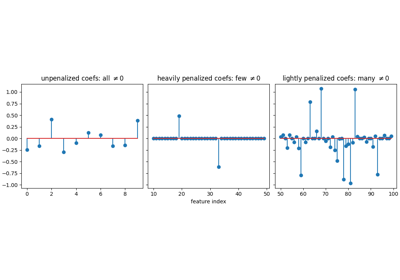 unpenalized coefs: all ≠0
heavily penalized coefs: few ≠0
lightly penalized coefs: many ≠0
1.00
0.75
0.50
0.25
0.00
−0.25
−0.50
−0.75
−1.00
0 2 4 6 8
10 20 30 40 50
50 60 70 80 90 100
feature index